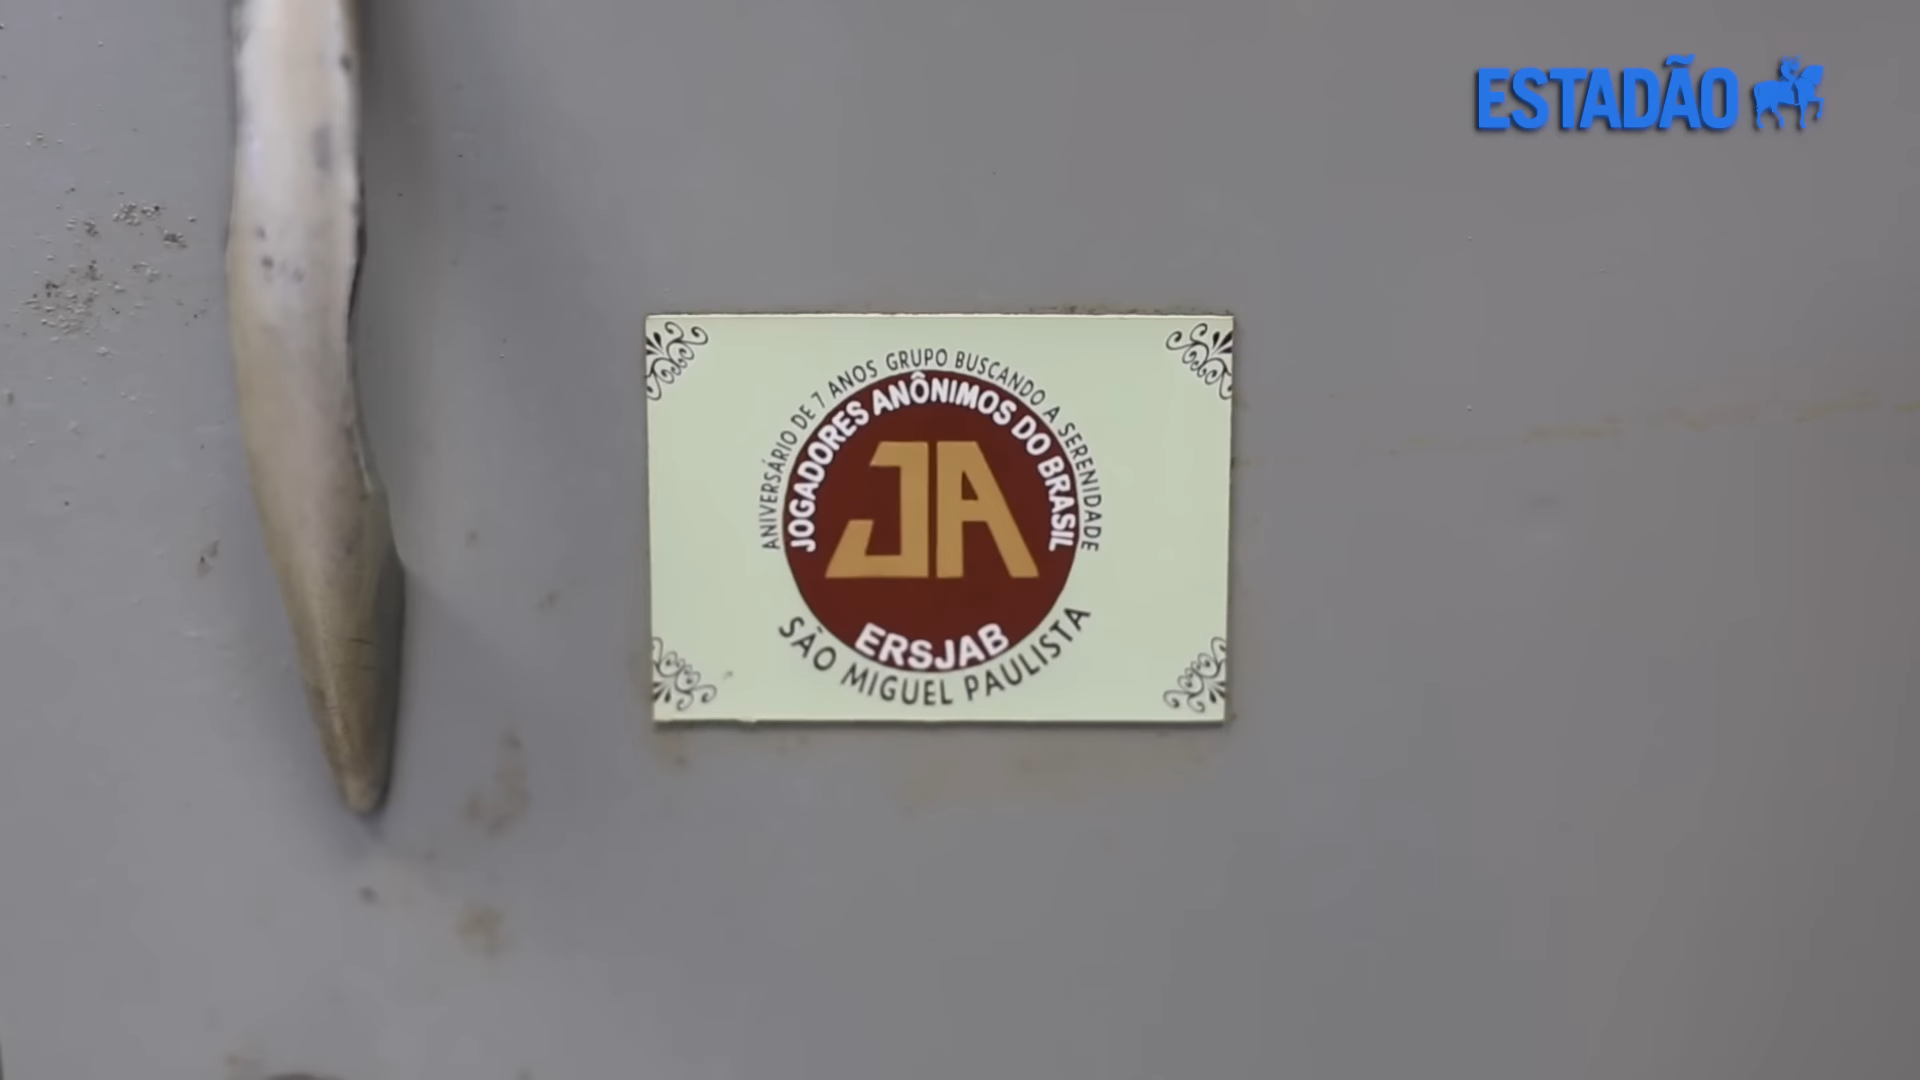 ESTADÃO
ANIVERSÁRIO DE 7 ANOS GRUPO BUSCANDO A SERENIDADE
JOGADORES ANÔNIMOS DO BRASIL
JA
ERSJAB
SÃO MIGUEL PAULISTA